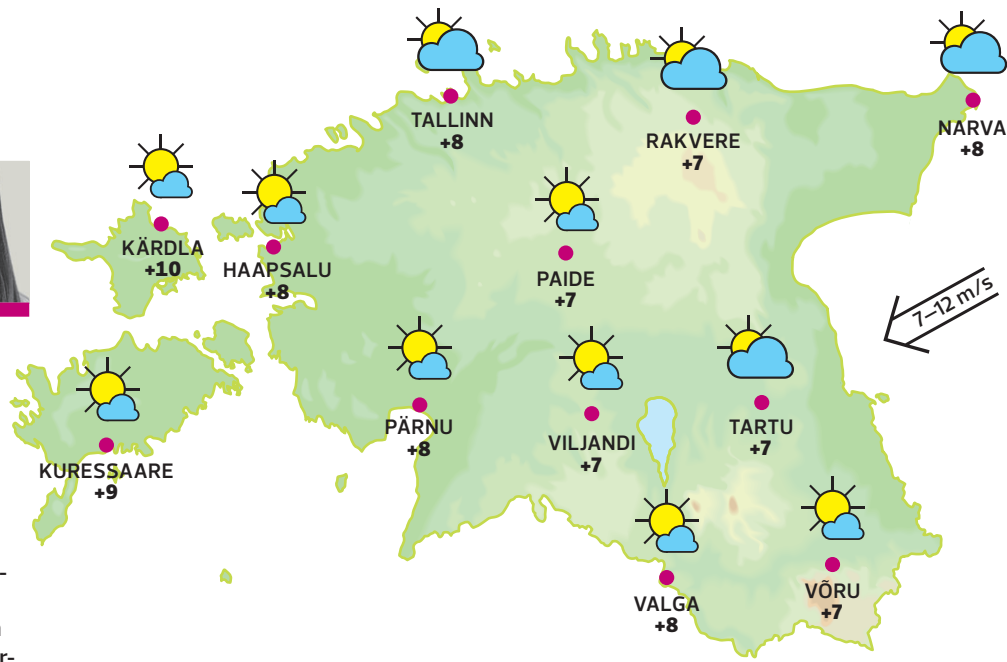 TALLINN
+8
RAKVERE
+7
NARVA
+8
KÄRDLA
+10
HAAPSALU
+8
PAIDE
+7
7–12 m/s
PÄRNU
+8
VILJANDI
+7
TARTU
+7
KURESSAARE
+9
VALGA
+8
VÕRU
+7